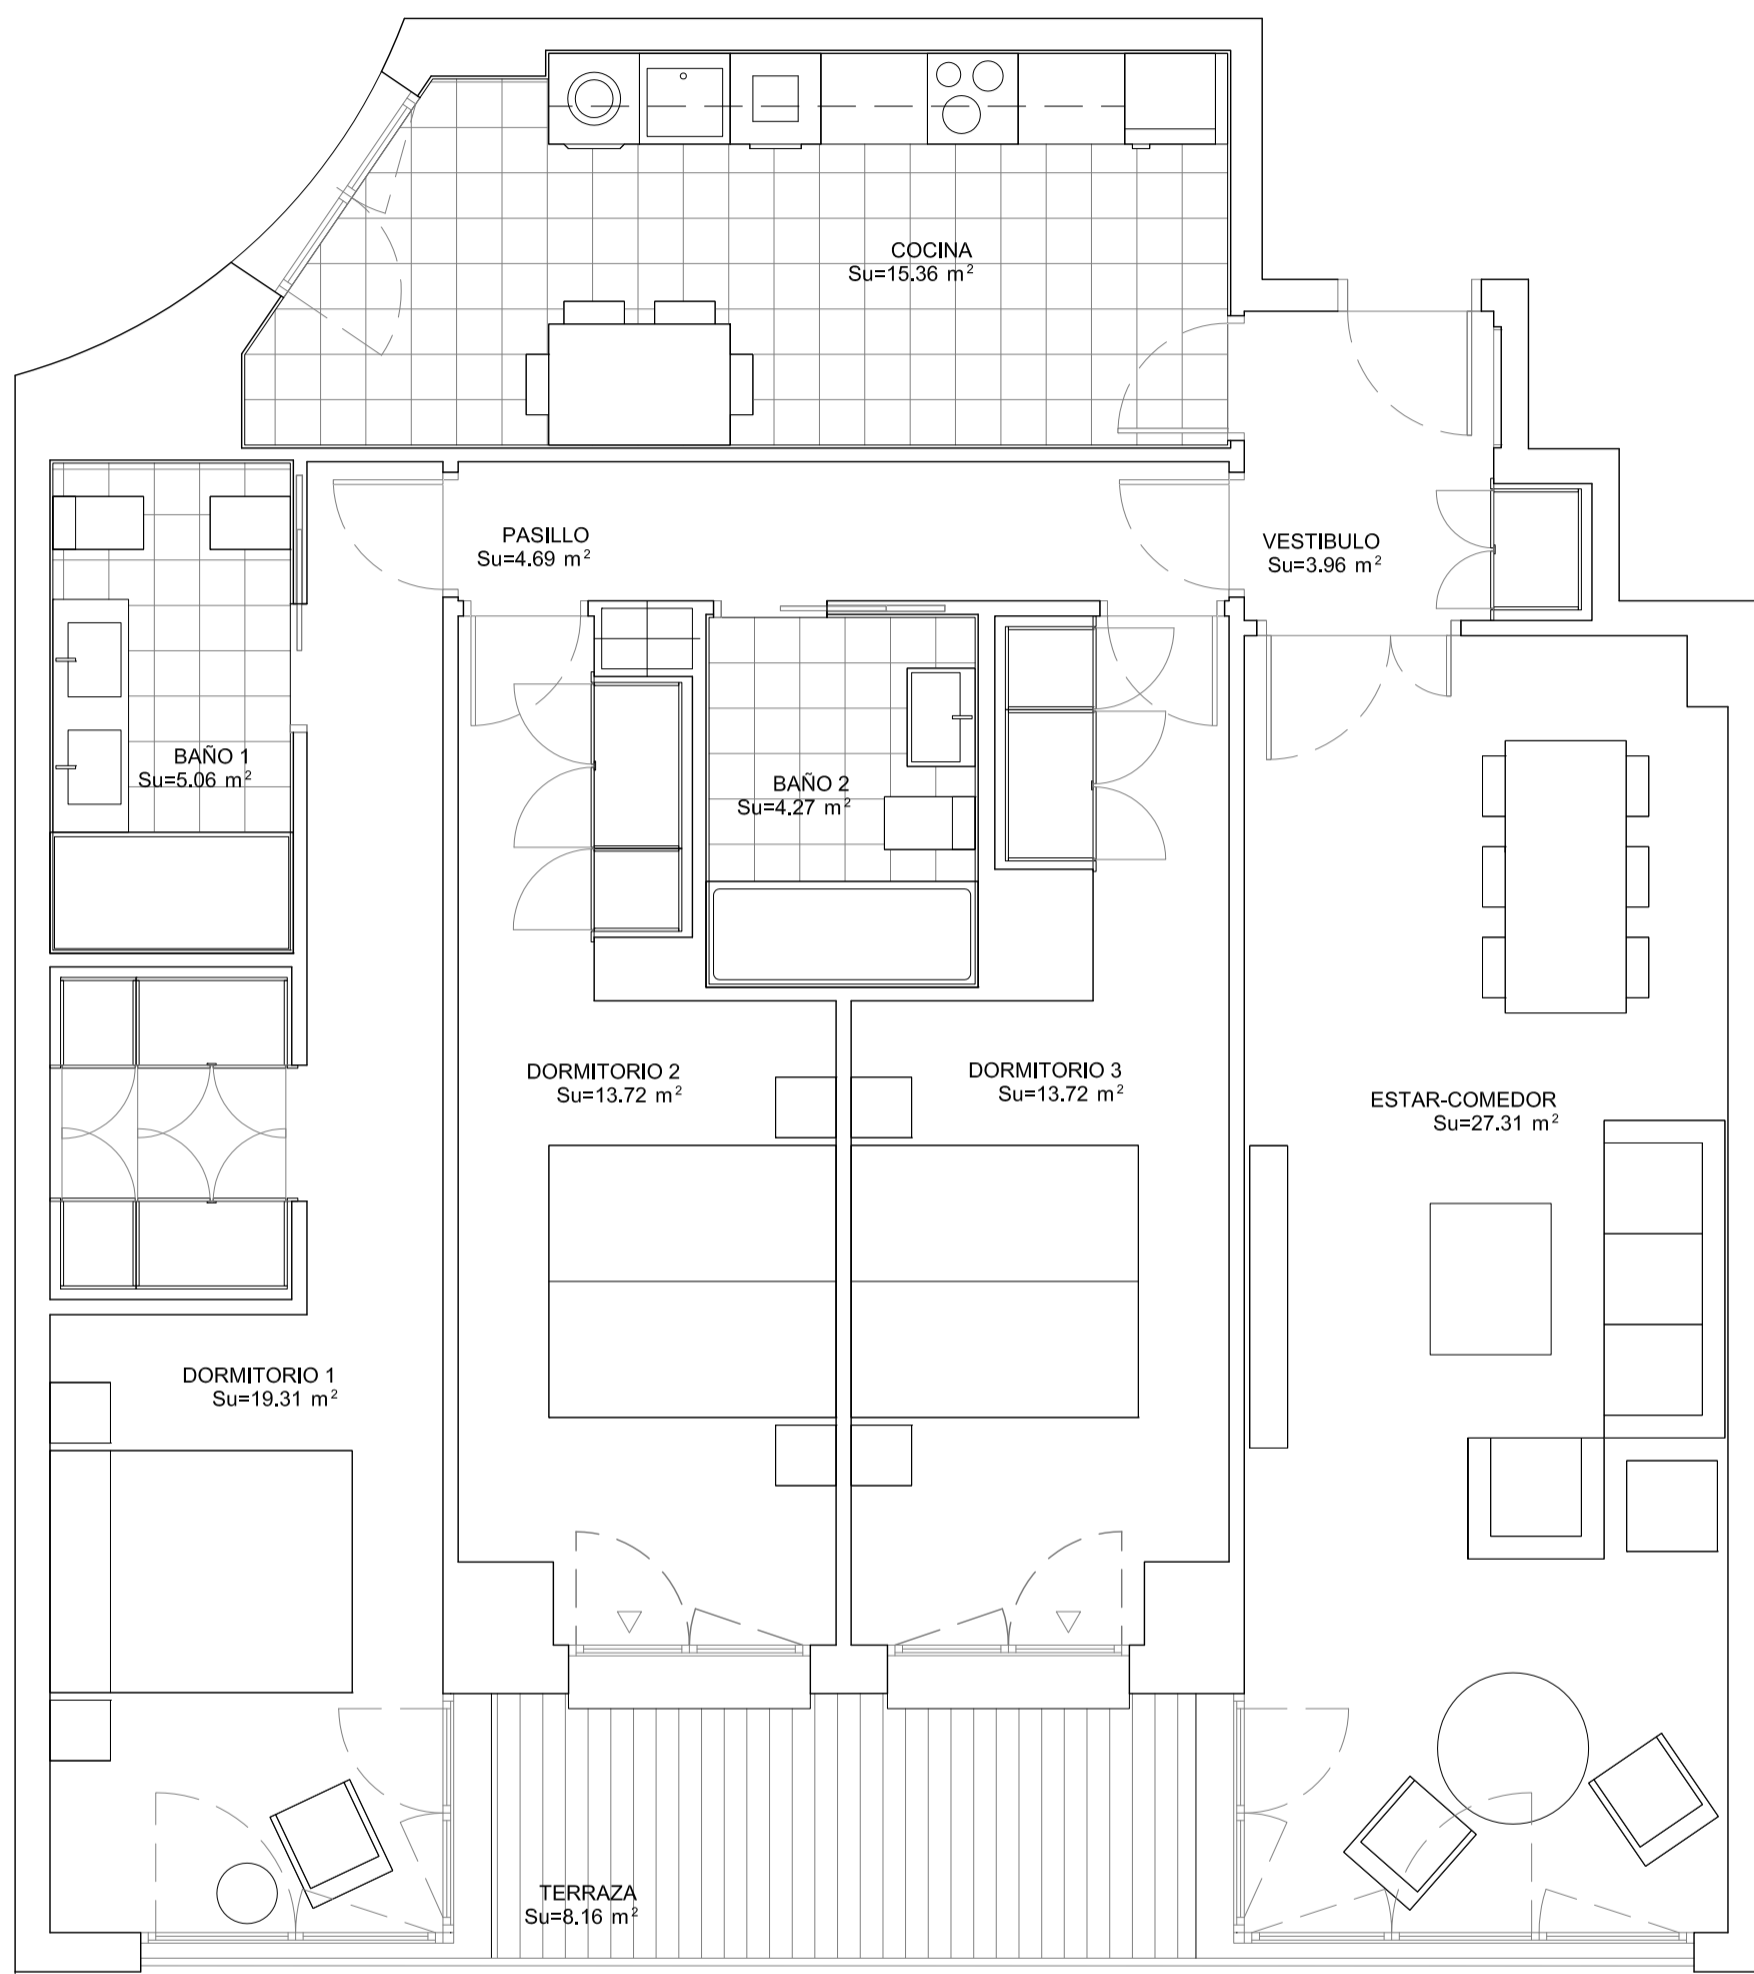 COCINA
Su=15.36 m²
PASILLO
Su=4.69 m²
VESTIBULO
Su=3.96 m²
BAÑO 1
Su=5.06 m²
BAÑO 2
Su=4.27 m²
DORMITORIO 2
Su=13.72 m²
DORMITORIO 3
Su=13.72 m²
ESTAR-COMEDOR
Su=27.31 m²
DORMITORIO 1
Su=19.31 m²
TERRAZA
Su=8.16 m²